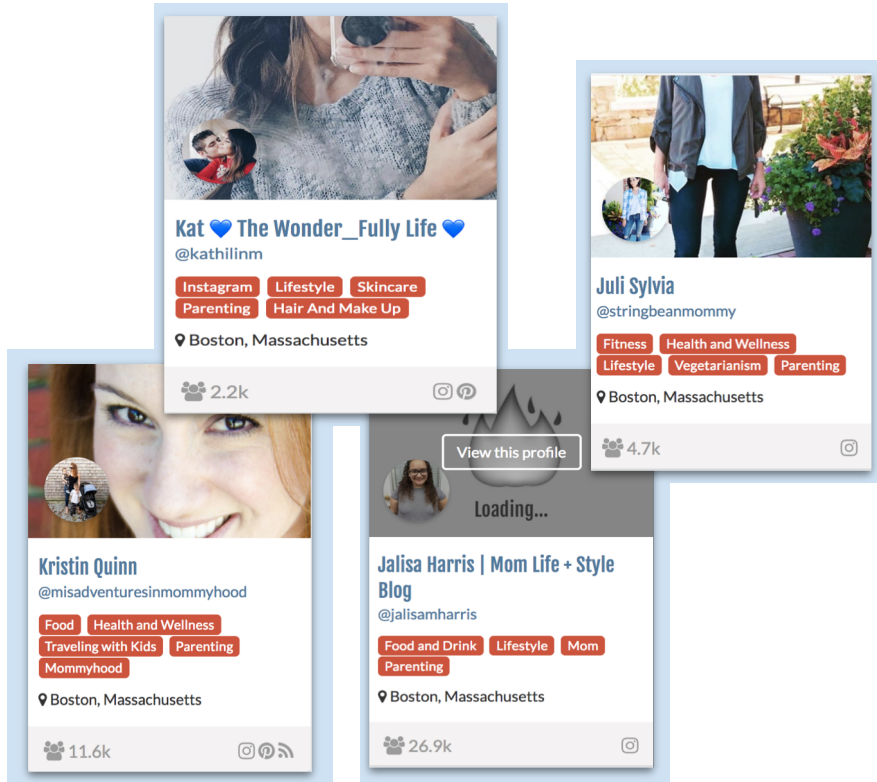 Kat 💙 The Wonder_Fully Life 💙
@kathilinm
Instagram Lifestyle Skincare
Parenting Hair And Make Up
Boston, Massachusetts
2.2k
Juli Sylvia
@stringbeanmommy
Fitness Health and Wellness
Lifestyle Vegetarianism Parenting
Boston, Massachusetts
4.7k
Kristin Quinn
@misadventuresinmommyhood
Food Health and Wellness
Traveling with Kids Parenting
Mommyhood
Boston, Massachusetts
11.6k
View this profile
Loading...
Jalisa Harris | Mom Life + Style
Blog
@jalisamharris
Food and Drink Lifestyle Mom
Parenting
Boston, Massachusetts
26.9k